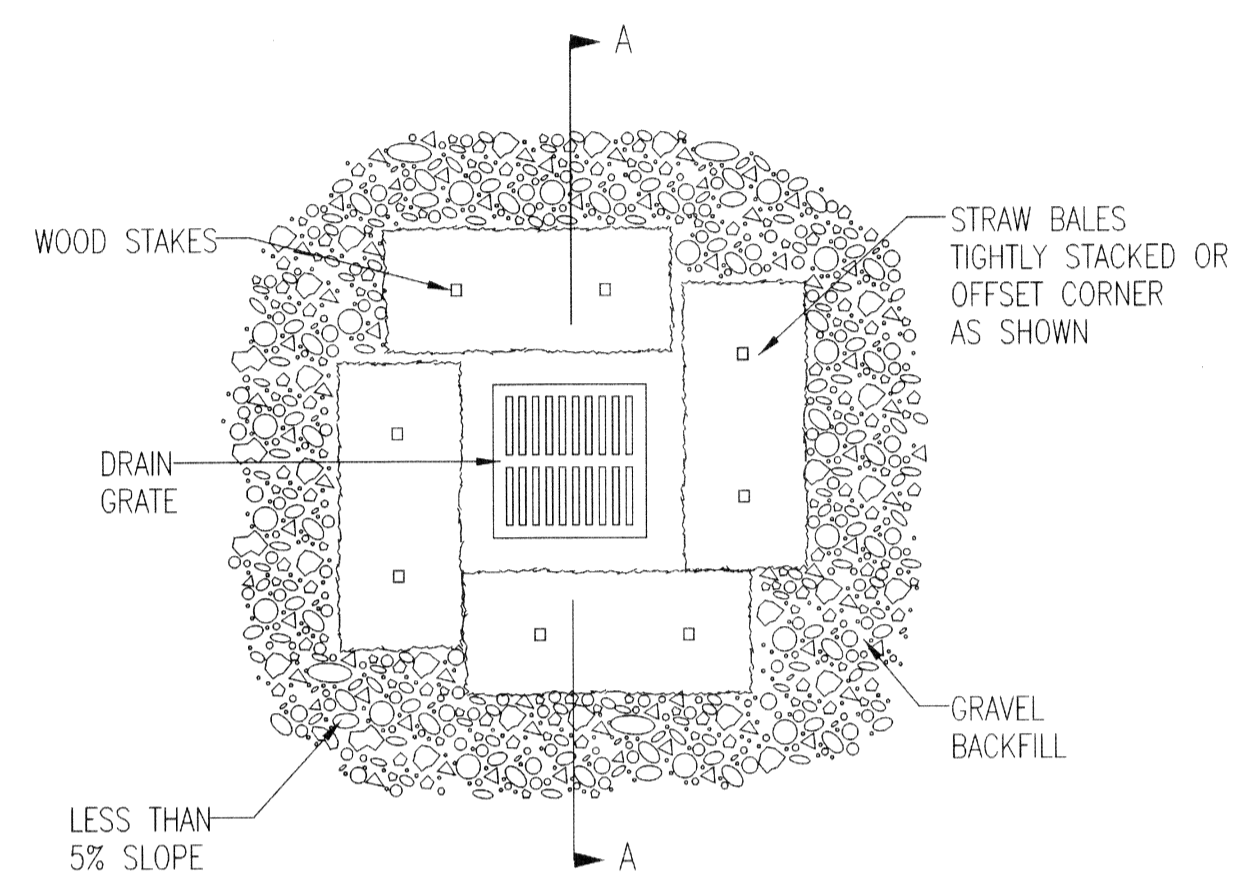 A
WOOD STAKES
STRAW BALES
TIGHTLY STACKED OR
OFFSET CORNER
AS SHOWN
DRAIN
GRATE
GRAVEL
BACKFILL
LESS THAN
5% SLOPE
A